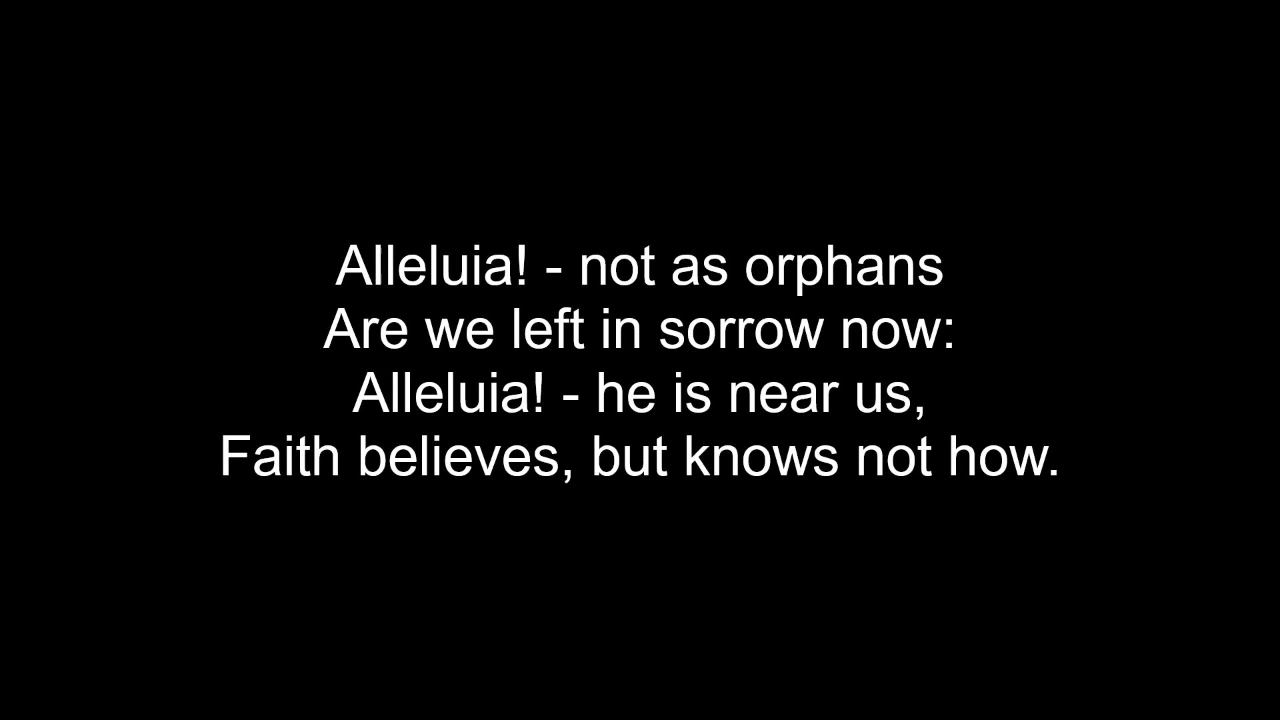 Alleluia! - not as orphans
Are we left in sorrow now:
Alleluia! - he is near us,
Faith believes, but knows not how.